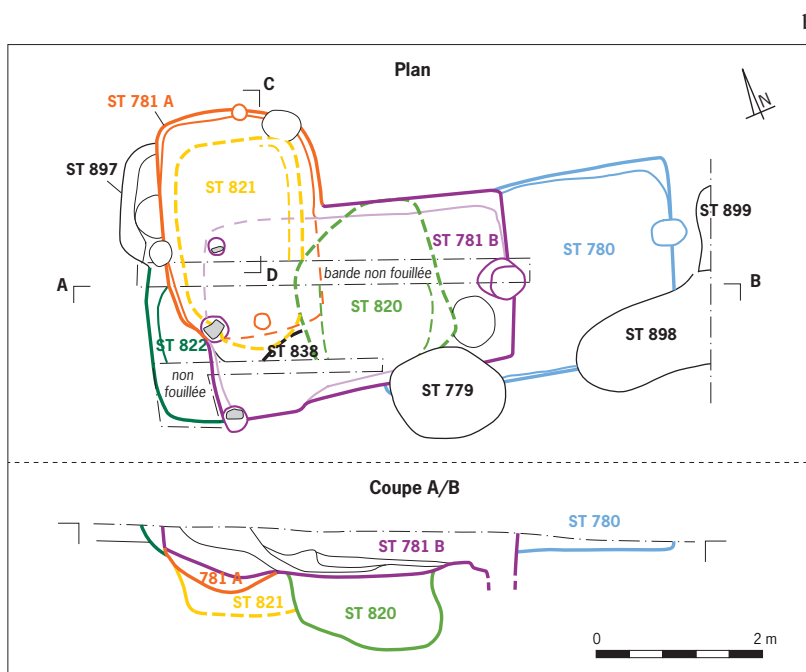 1
Plan
C
N
ST 781 A
ST 897
ST 821
ST 899
ST 781 B
ST 780
bande non fouillée
D
A
B
ST 820
ST 898
ST 822
ST 838
non
fouillée
ST 779
Coupe A/B
ST 780
ST 781 B
781 A
ST 821
ST 820
0
2 m